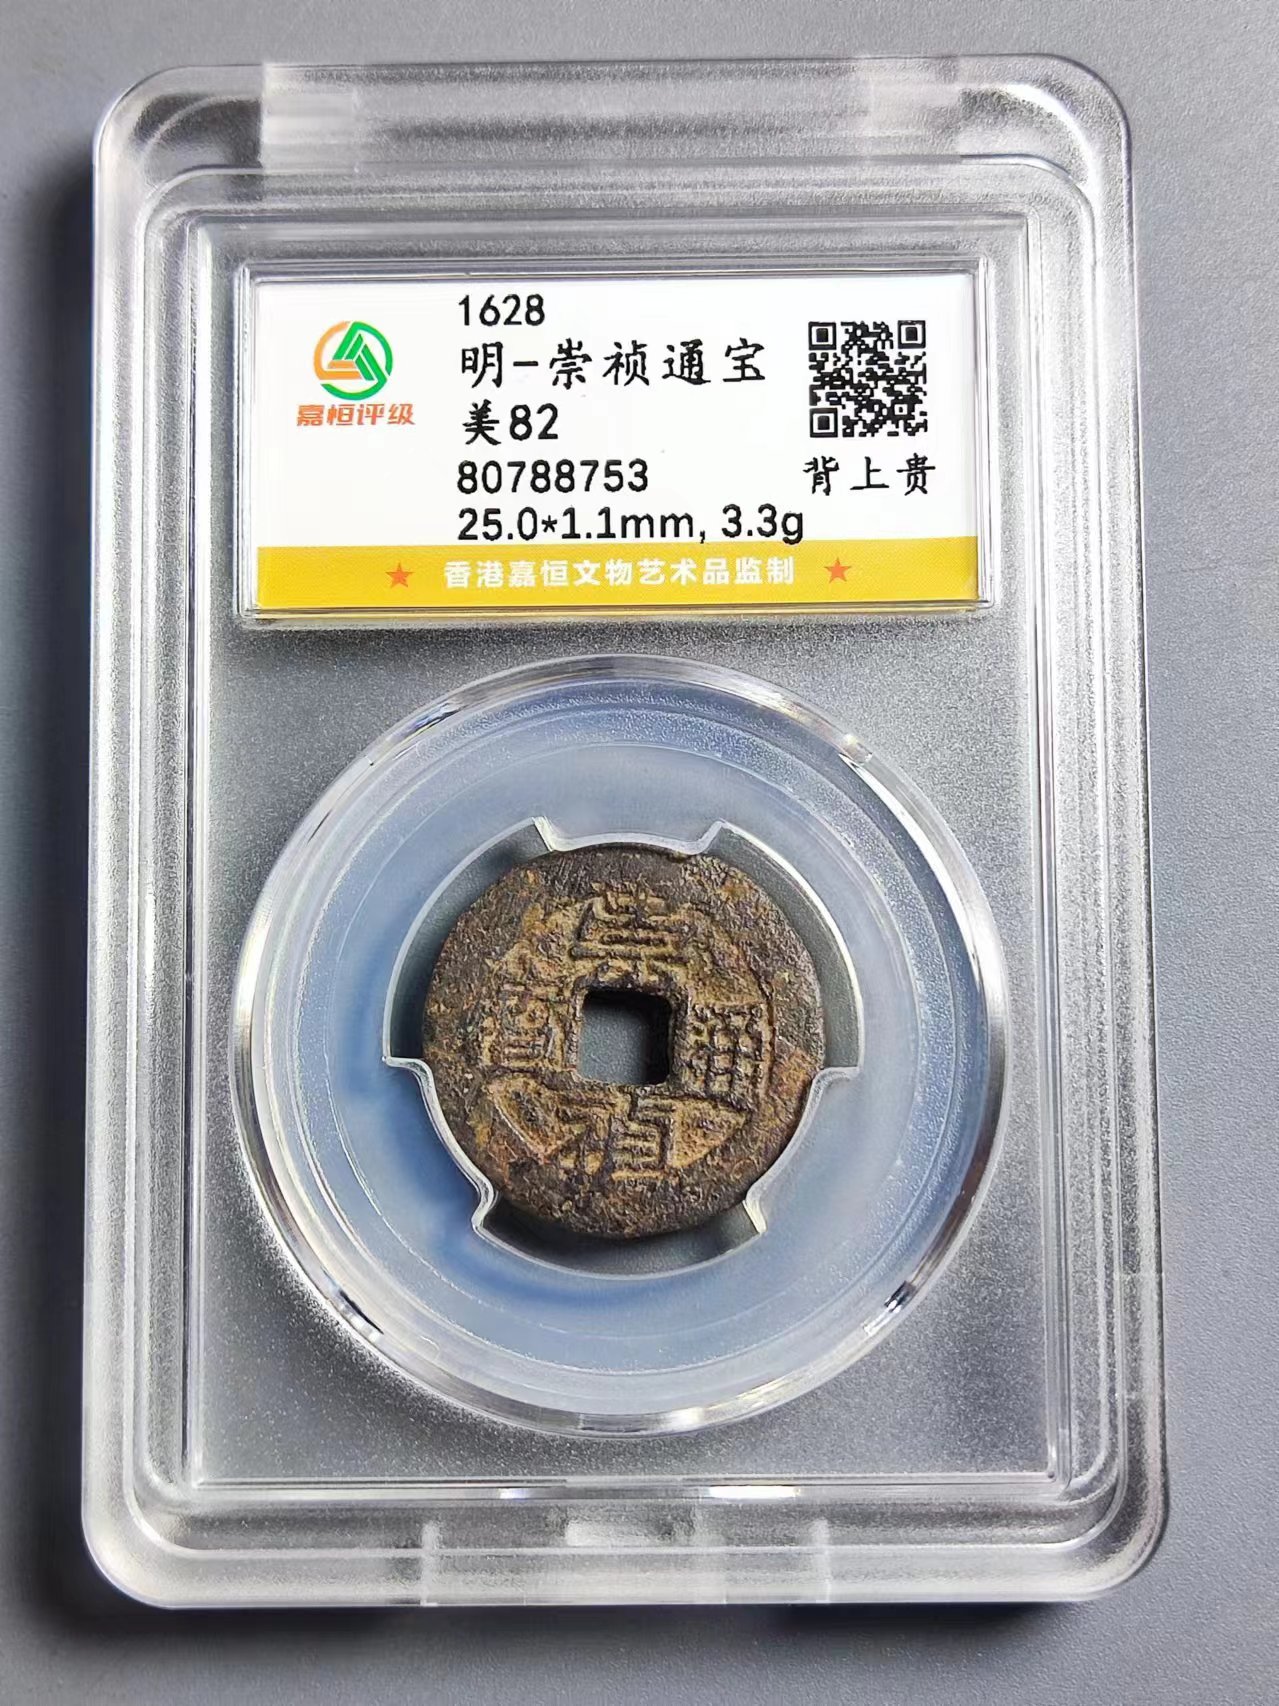 1628
明-崇祯通宝
美82
80788753
25.0*1.1mm, 3.3g
嘉恒评级
背上贵
★ 香港嘉恒文物艺术品监制 ★
崇
通
寶
禎